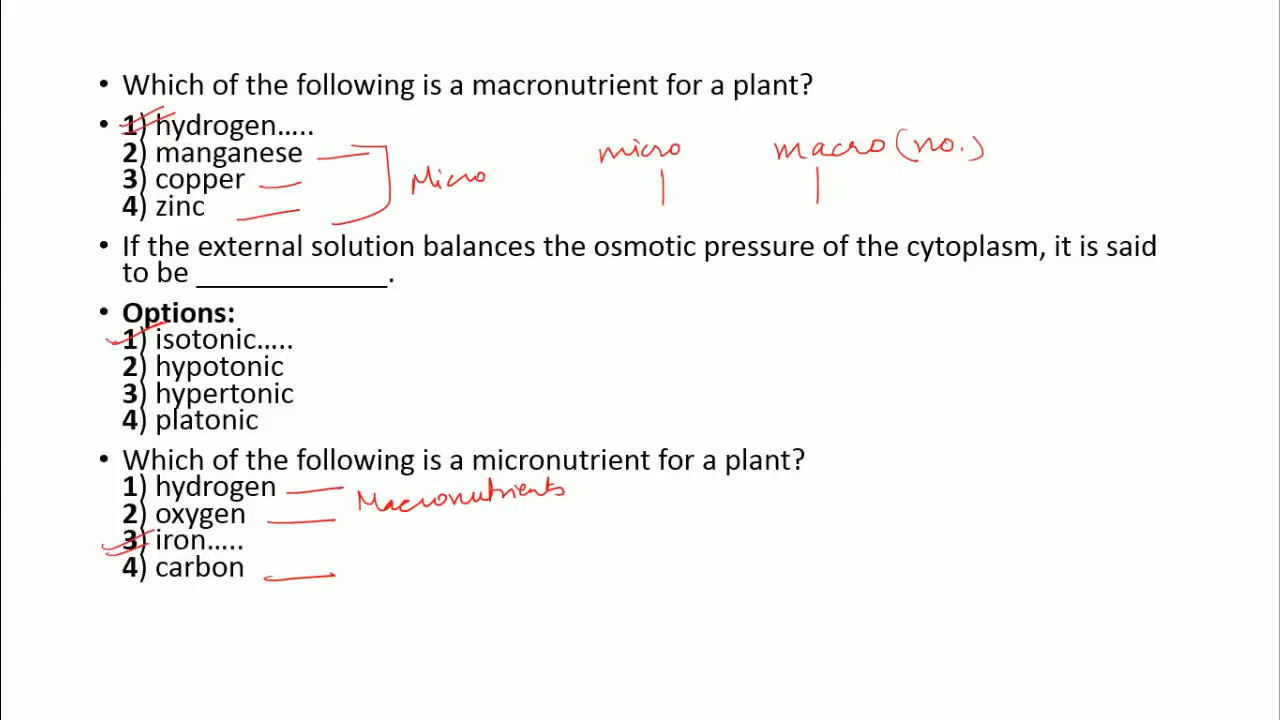 • Which of the following is a macronutrient for a plant?
• 1) hydrogen.....
2) manganese
3) copper
4) zinc
Micro
micro macro (no.)
• If the external solution balances the osmotic pressure of the cytoplasm, it is said
to be _____________.
• Options:
1) isotonic.....
2) hypotonic
3) hypertonic
4) platonic
• Which of the following is a micronutrient for a plant?
1) hydrogen
Macronutrients
2) oxygen
3) iron.....
4) carbon